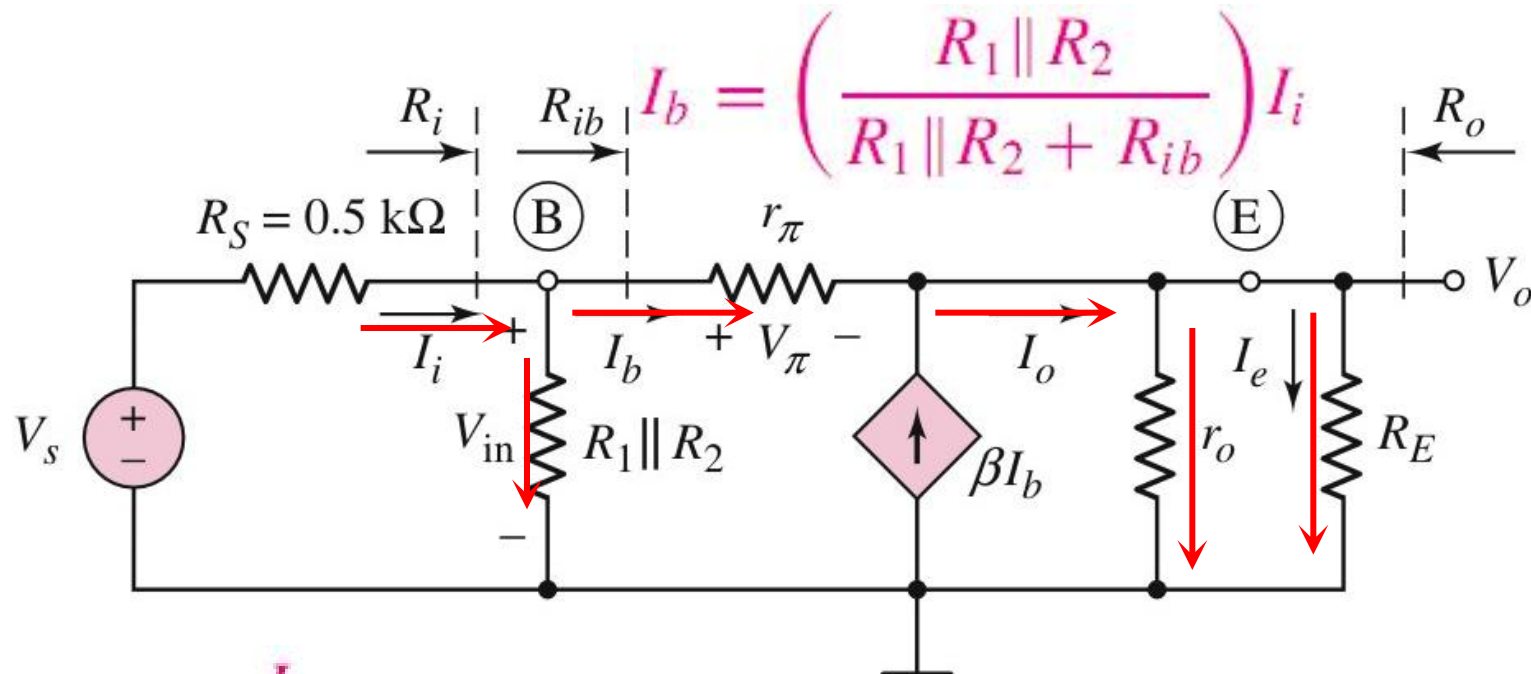 I_b = ( R_1 || R_2 / R_1 || R_2 + R_ib ) I_i
R_i R_ib R_o
R_S = 0.5 kΩ B r_π E
V_o
+ I_i I_b + V_π − I_o I_e
V_s + − V_in R_1 || R_2 βI_b r_o R_E
−